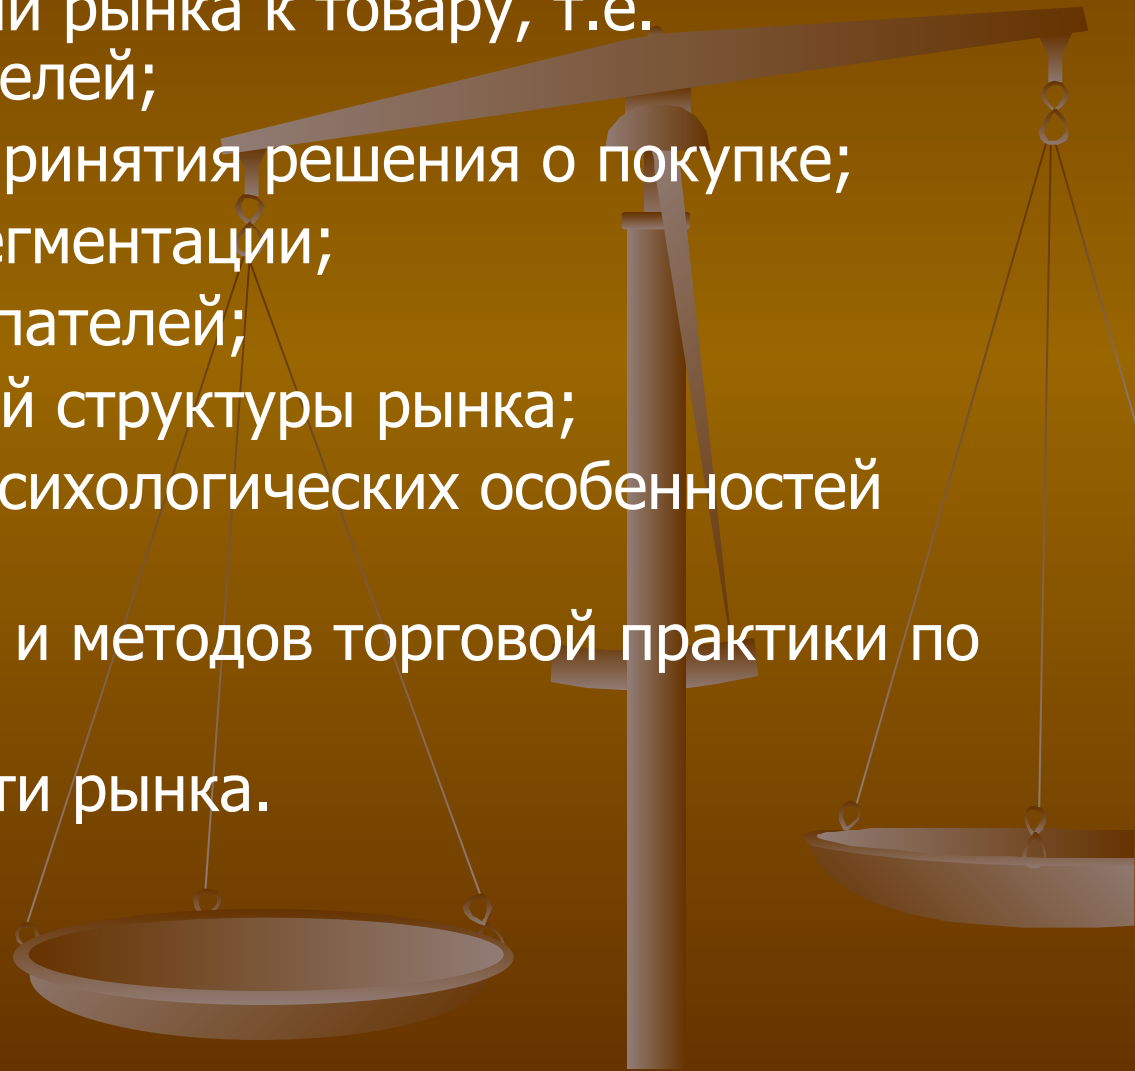 ии рынка к товару, т.е.
елей;
ринятия решения о покупке;
егментации;
пателей;
й структуры рынка;
сихологических особенностей
и методов торговой практики по
ти рынка.